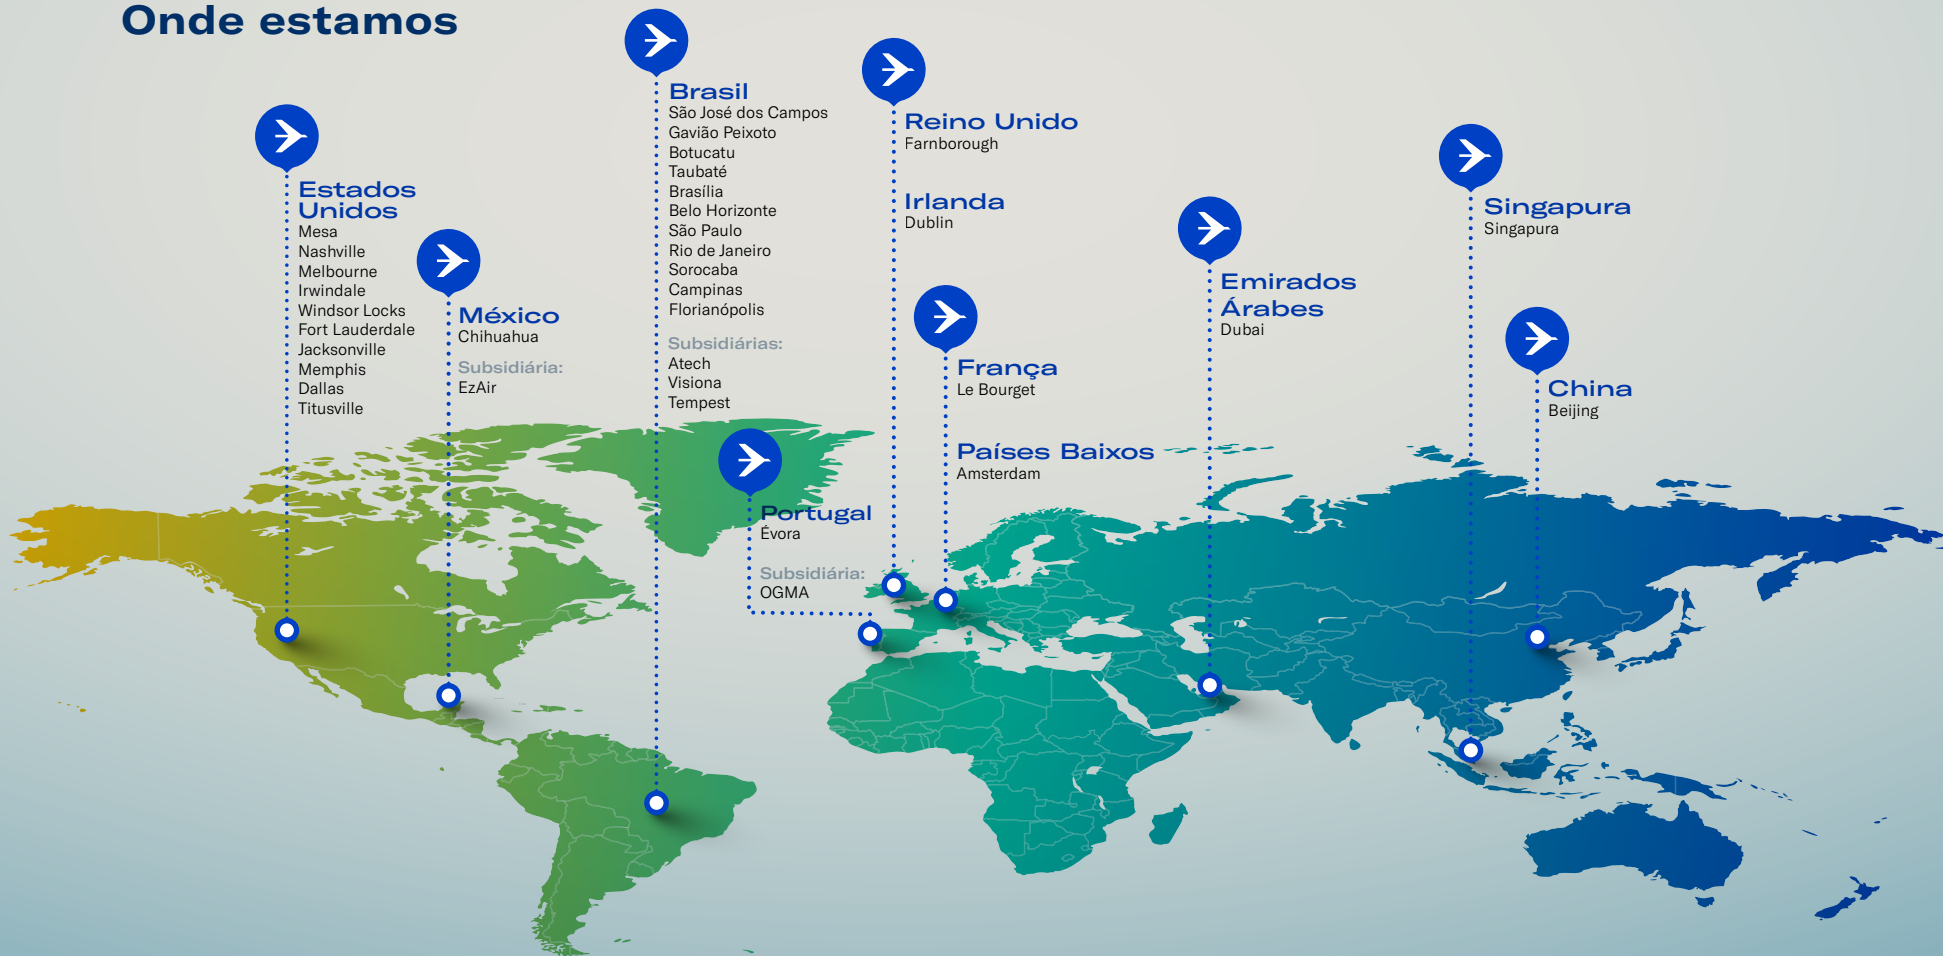 Onde estamos
Estados
Unidos
Mesa
Nashville
Melbourne
Irwindale
Windsor Locks
Fort Lauderdale
Jacksonville
Memphis
Dallas
Titusville
México
Chihuahua
Subsidiária:
EzAir
Brasil
São José dos Campos
Gavião Peixoto
Botucatu
Taubaté
Brasília
Belo Horizonte
São Paulo
Rio de Janeiro
Sorocaba
Campinas
Florianópolis
Subsidiárias:
Atech
Visiona
Tempest
Portugal
Évora
Subsidiária:
OGMA
Reino Unido
Farnborough
Irlanda
Dublin
França
Le Bourget
Países Baixos
Amsterdam
Emirados
Árabes
Dubai
Singapura
Singapura
China
Beijing